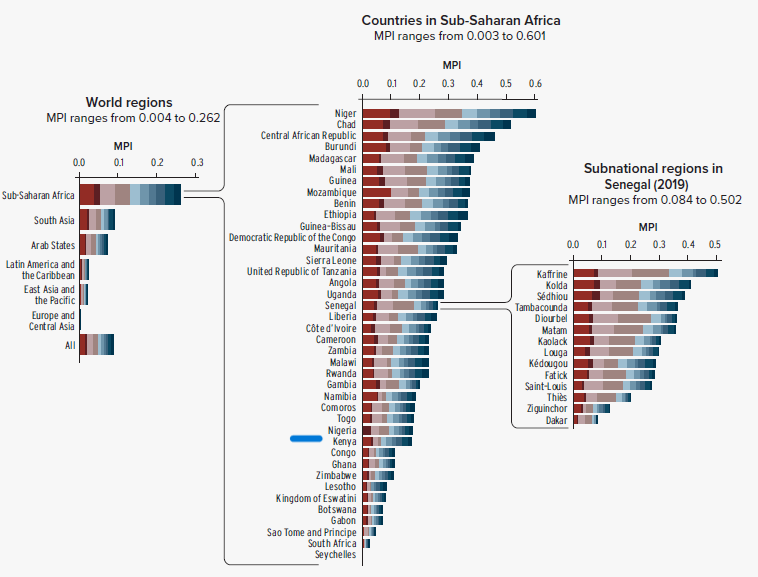 Countries in Sub-Saharan Africa
MPI ranges from 0.003 to 0.601
MPI
0.0 0.1 0.2 0.3 0.4 0.5 0.6
Niger
Chad
Central African Republic
Burundi
Madagascar
Mali
Guinea
Mozambique
Benin
Ethiopia
Guinea-Bissau
Democratic Republic of the Congo
Mauritania
Sierra Leone
United Republic of Tanzania
Angola
Uganda
Senegal
Liberia
Côte d'Ivoire
Cameroon
Zambia
Malawi
Rwanda
Gambia
Namibia
Comoros
Togo
Nigeria
Kenya
Congo
Ghana
Zimbabwe
Lesotho
Kingdom of Eswatini
Botswana
Gabon
Sao Tome and Principe
South Africa
Seychelles
World regions
MPI ranges from 0.004 to 0.262
MPI
0.0 0.1 0.2 0.3
Sub-Saharan Africa
South Asia
Arab States
Latin America and
the Caribbean
East Asia and
the Pacific
Europe and
Central Asia
All
Subnational regions in
Senegal (2019)
MPI ranges from 0.084 to 0.502
MPI
0.0 0.1 0.2 0.3 0.4 0.5
Kaffrine
Kolda
Sédhiou
Tambacounda
Diourbel
Matam
Kaolack
Louga
Kédougou
Fatick
Saint-Louis
Thiès
Ziguinchor
Dakar